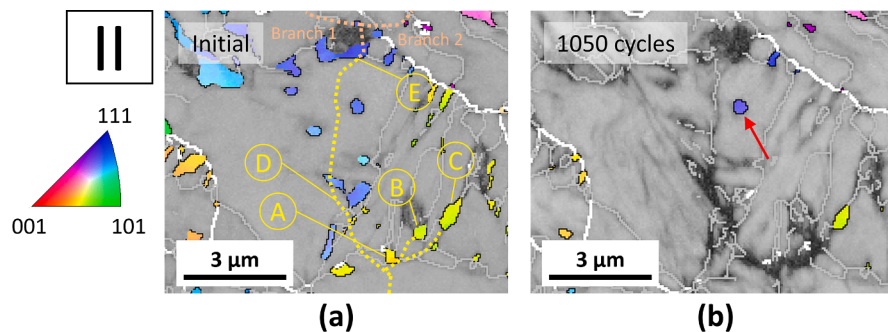 II
111
001
101
Initial
Branch 1
Branch 2
E
D
C
B
A
3 μm
(a)
1050 cycles
3 μm
(b)